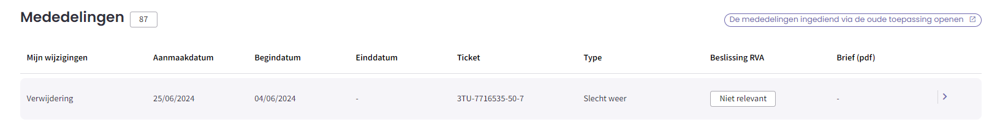 Mededelingen 87
De mededelingen ingediend via de oude toepassing openen
Mijn wijzigingen Aanmaakdatum Begindatum Einddatum Ticket Type Beslissing RVA Brief (pdf)
Verwijdering 25/06/2024 04/06/2024 - 3TU-7716535-50-7 Slecht weer Niet relevant -